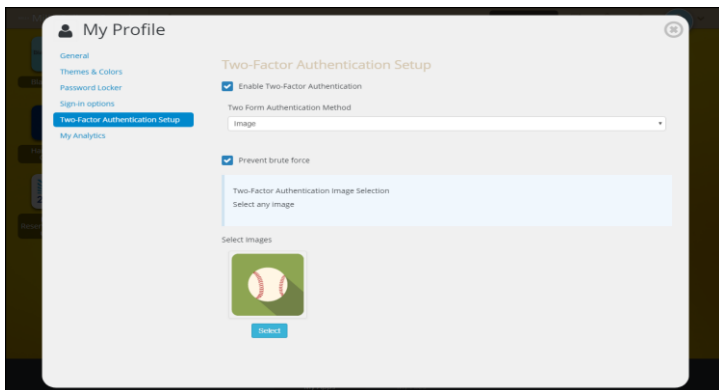 My Profile
General
Themes & Colors
Password Locker
Sign-in options
Two-Factor Authentication Setup
My Analytics
Two-Factor Authentication Setup
Enable Two-Factor Authentication
Two Form Authentication Method
Image
Prevent brute force
Two-Factor Authentication Image Selection
Select any image
Select Images
Select